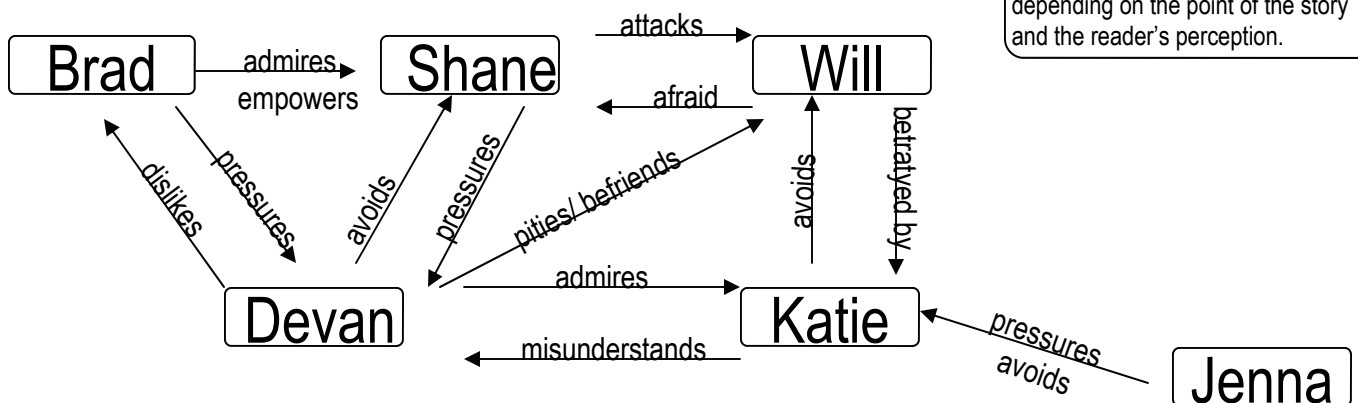 depending on the point of the story
and the reader’s perception.
attacks
Brad
admires
empowers
Shane
Will
afraid
dislikes
pressures
avoids
pressures
pities/ befriends
avoids
betratyed by
admires
Devan
Katie
misunderstands
pressures
avoids
Jenna